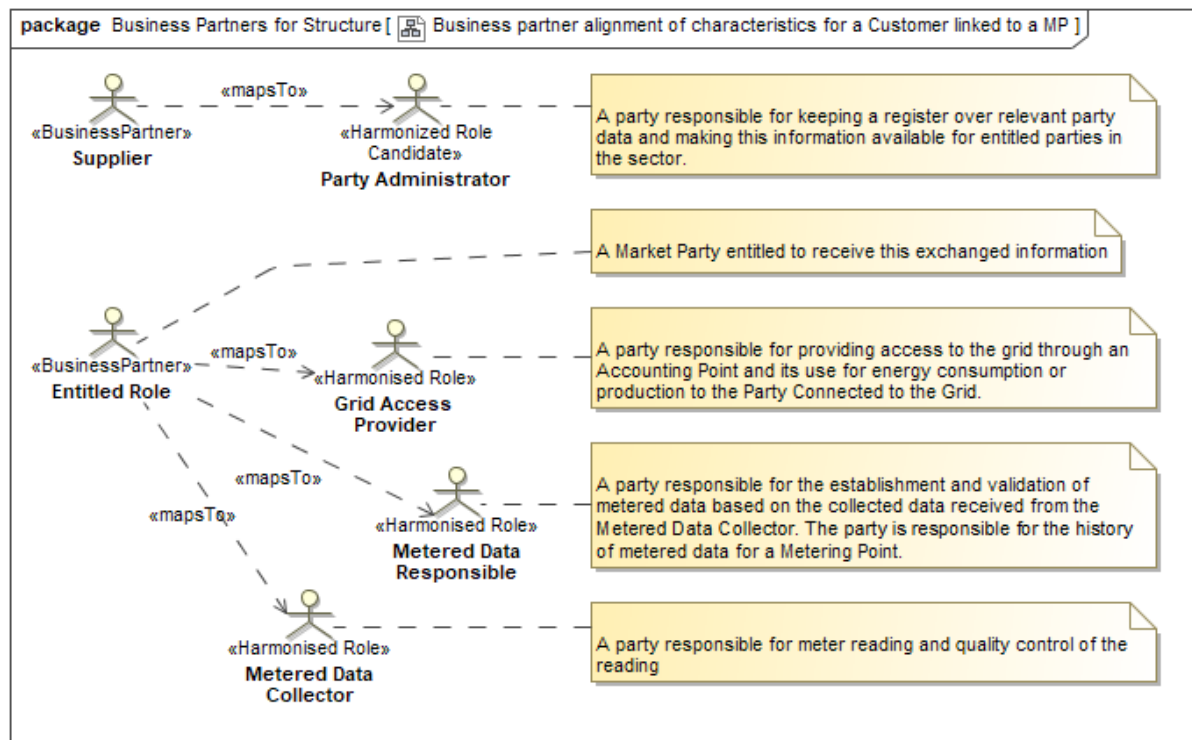 package Business Partners for Structure [ Business partner alignment of characteristics for a Customer linked to a MP ]
«mapsTo»
«BusinessPartner»
Supplier
«Harmonized Role
Candidate»
Party Administrator
A party responsible for keeping a register over relevant party
data and making this information available for entitled parties in
the sector.
A Market Party entitled to receive this exchanged information
«BusinessPartner»
Entitled Role
«mapsTo»
«Harmonised Role»
Grid Access
Provider
A party responsible for providing access to the grid through an
Accounting Point and its use for energy consumption or
production to the Party Connected to the Grid.
«mapsTo»
«Harmonised Role»
Metered Data
Responsible
A party responsible for the establishment and validation of
metered data based on the collected data received from the
Metered Data Collector. The party is responsible for the history
of metered data for a Metering Point.
«mapsTo»
«Harmonised Role»
Metered Data
Collector
A party responsible for meter reading and quality control of the
reading